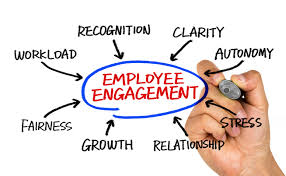 RECOGNITION
CLARITY
WORKLOAD
AUTONOMY
EMPLOYEE
ENGAGEMENT
FAIRNESS
STRESS
GROWTH
RELATIONSHIP